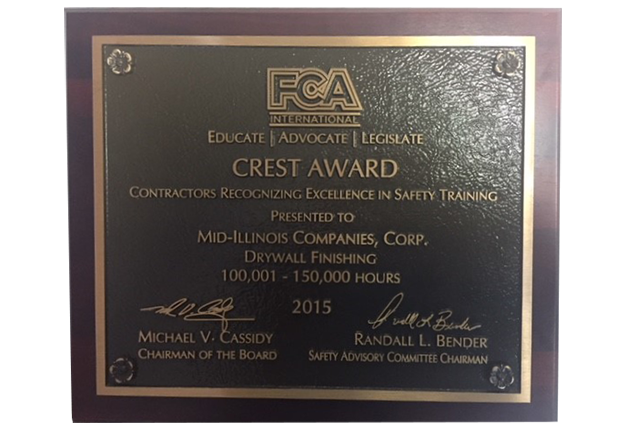 FCA
INTERNATIONAL
EDUCATE | ADVOCATE | LEGISLATE
CREST AWARD
CONTRACTORS RECOGNIZING EXCELLENCE IN SAFETY TRAINING
PRESENTED TO
MID-ILLINOIS COMPANIES, CORP.
DRYWALL FINISHING
100,001 - 150,000 HOURS
2015
MICHAEL V. CASSIDY
CHAIRMAN OF THE BOARD
RANDALL L. BENDER
SAFETY ADVISORY COMMITTEE CHAIRMAN